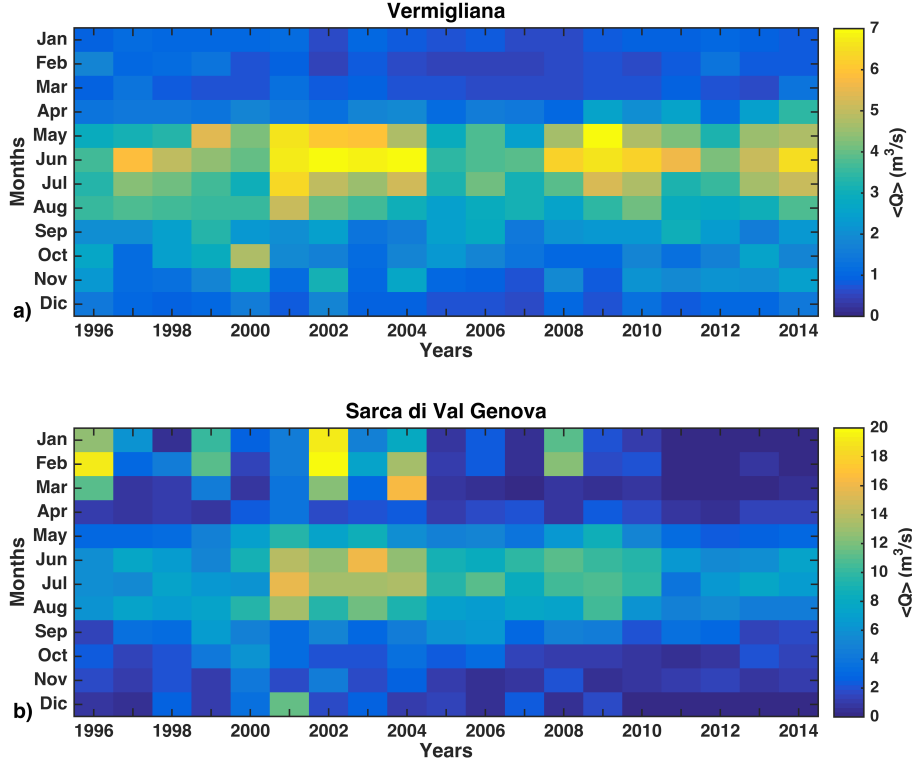 Vermigliana
Jan
Feb
Mar
Apr
May
Jun
Jul
Aug
Sep
Oct
Nov
Dic
Months
a)
1996 1998 2000 2002 2004 2006 2008 2010 2012 2014
Years
7
6
5
4
3
2
1
0
<Q> (m³/s)
Sarca di Val Genova
Jan
Feb
Mar
Apr
May
Jun
Jul
Aug
Sep
Oct
Nov
Dic
Months
b)
1996 1998 2000 2002 2004 2006 2008 2010 2012 2014
Years
20
18
16
14
12
10
8
6
4
2
0
<Q> (m³/s)